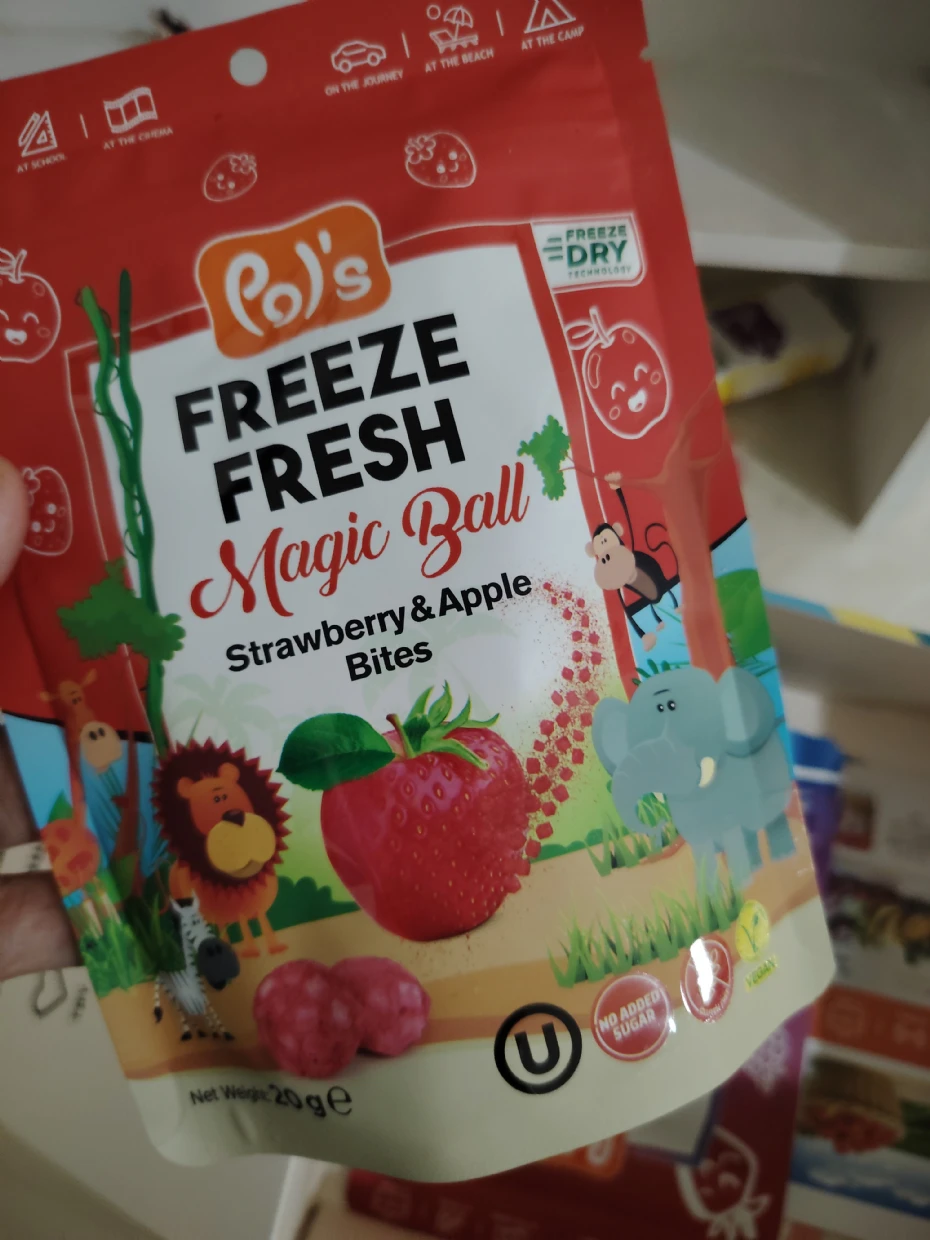 AT SCHOOL
AT THE CINEMA
ON THE JOURNEY
AT THE BEACH
AT THE CAMP
Pol's
FREEZE
DRY
TECHNOLOGY
FREEZE
FRESH
Magic Ball
Strawberry & Apple
Bites
U
NO ADDED
SUGAR
V
VEGAN
Net Weight: 20 g e